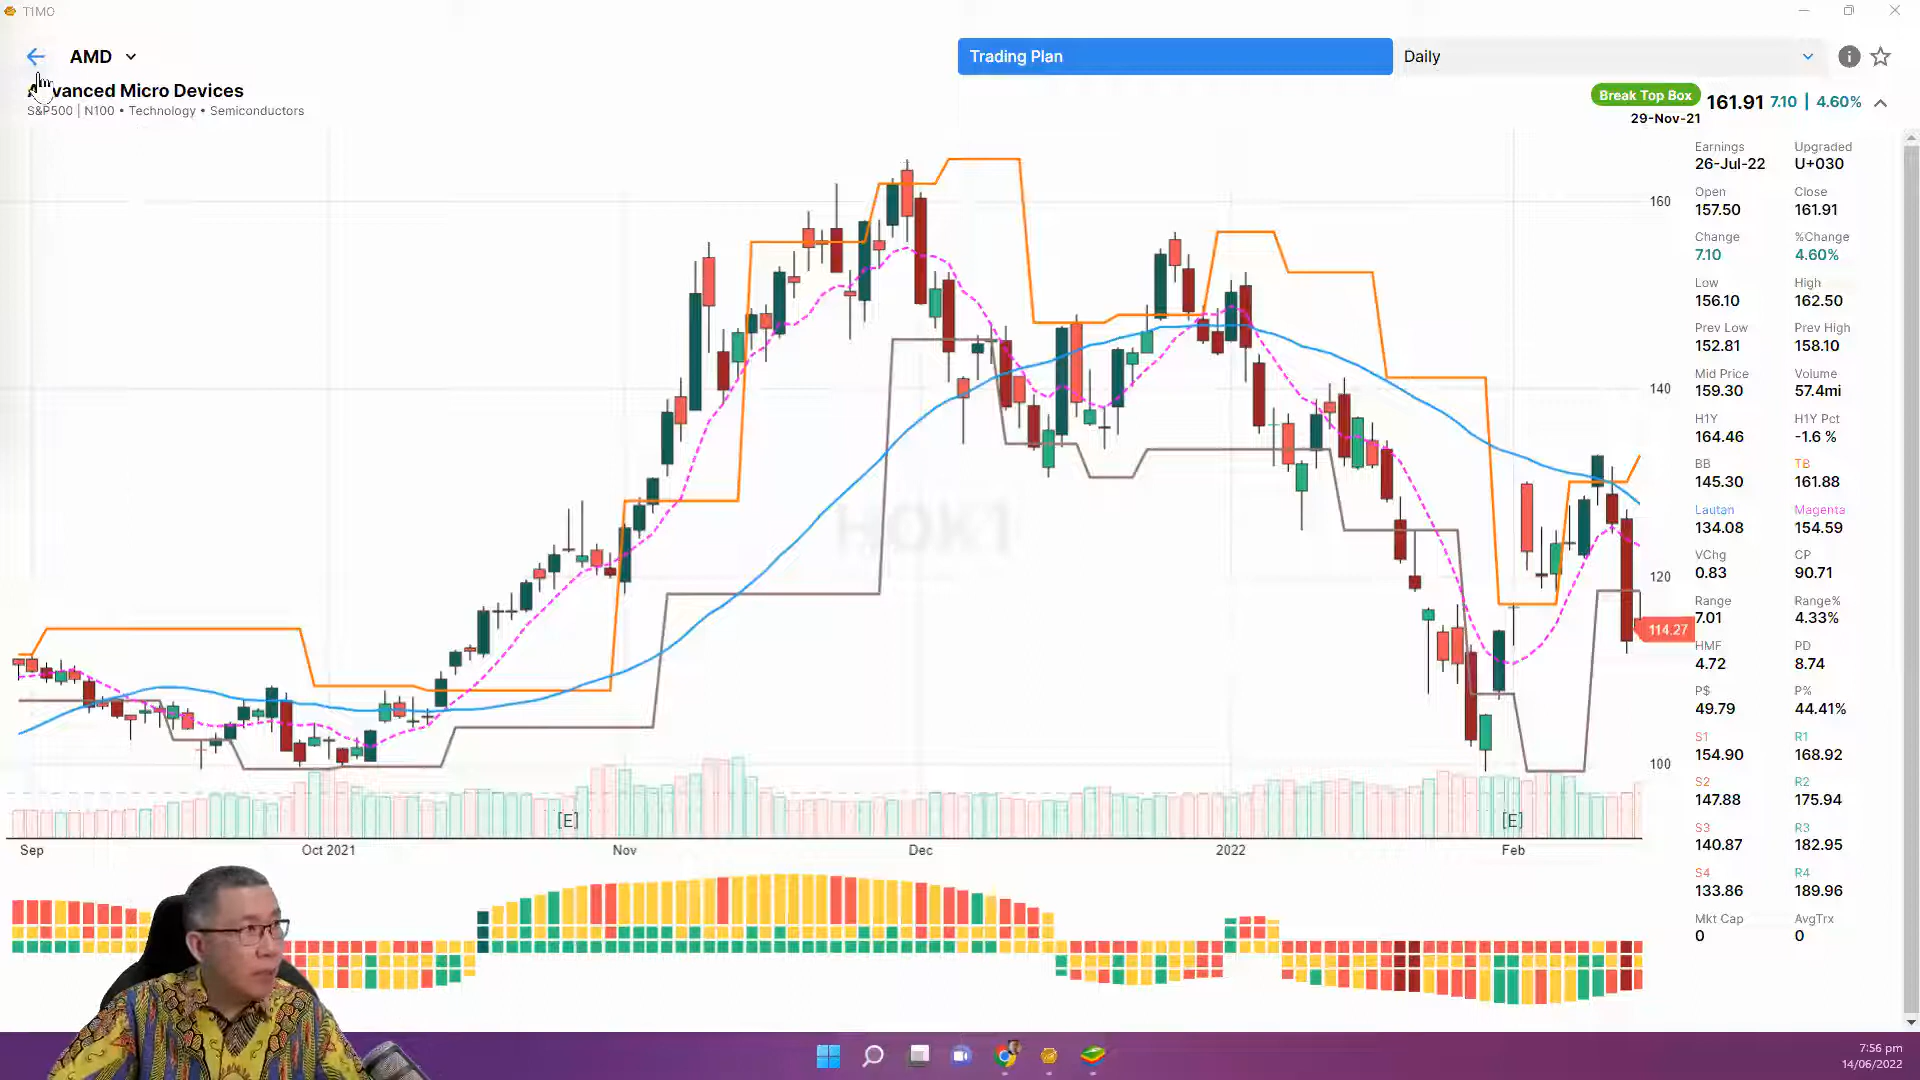 T1MO
AMD
Trading Plan
Daily
Advanced Micro Devices
S&P500 | N100 • Technology • Semiconductors
Break Top Box
161.91 7.10 | 4.60%
29-Nov-21
Earnings Upgraded
26-Jul-22 U+030
Open Close
157.50 161.91
Change %Change
7.10 4.60%
Low High
156.10 162.50
Prev Low Prev High
152.81 158.10
Mid Price Volume
159.30 57.4mi
H1Y H1Y Pct
164.46 -1.6 %
BB TB
145.30 161.88
Lautan Magenta
134.08 154.59
VChg CP
0.83 90.71
Range Range%
7.01 4.33%
HMF PD
4.72 8.74
P$ P%
49.79 44.41%
S1 R1
154.90 168.92
S2 R2
147.88 175.94
S3 R3
140.87 182.95
S4 R4
133.86 189.96
Mkt Cap AvgTrx
0 0
160
140
120
114.27
100
HOK1
[E] [E]
Sep Oct 2021 Nov Dec 2022 Feb
7:56 pm
14/06/2022